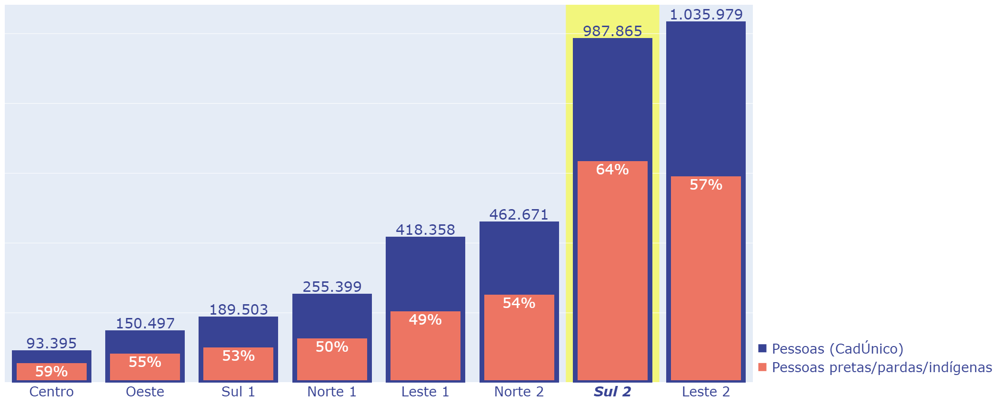 1.035.979
987.865
64%
57%
462.671
418.358
54%
49%
255.399
189.503
150.497
93.395
50%
53%
55%
59%
Pessoas (CadÚnico)
Pessoas pretas/pardas/indígenas
Centro
Oeste
Sul 1
Norte 1
Leste 1
Norte 2
Sul 2
Leste 2